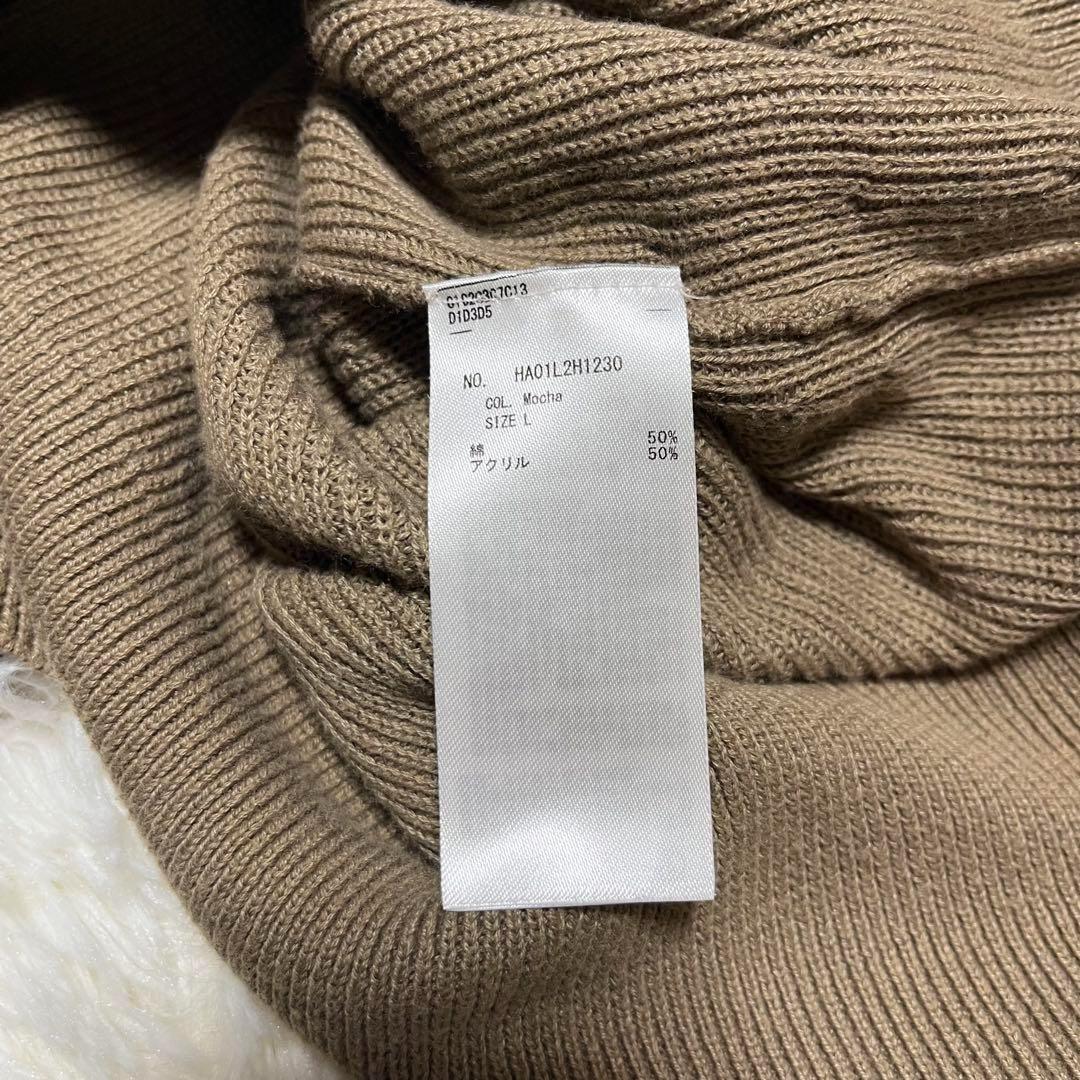 D1D3D5
NO. HA01L2H1230
COL. Mocha
SIZE L
綿 50%
アクリル 50%